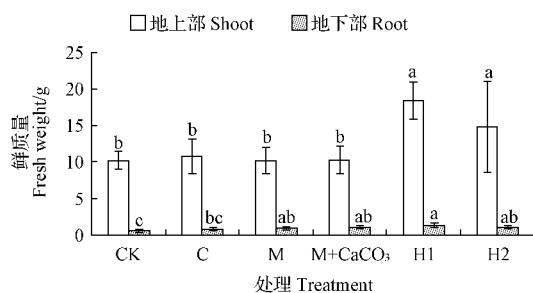 地上部 Shoot 地下部 Root
鲜质量
Fresh weight/g
25
20
15
10
5
0
b b b b a a
c bc ab ab a ab
CK C M M+CaCO₃ H1 H2
处理 Treatment